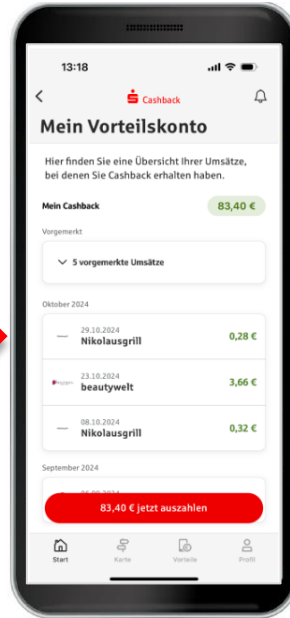 13:18
Cashback
Mein Vorteilskonto
Hier finden Sie eine Übersicht Ihrer Umsätze,
bei denen Sie Cashback erhalten haben.
Mein Cashback 83,40 €
Vorgemerkt
5 vorgemerkte Umsätze
Oktober 2024
29.10.2024
Nikolausgrill 0,28 €
23.10.2024
beautywelt 3,66 €
08.10.2024
Nikolausgrill 0,32 €
September 2024
83,40 € jetzt auszahlen
Start Karte Vorteile Profil